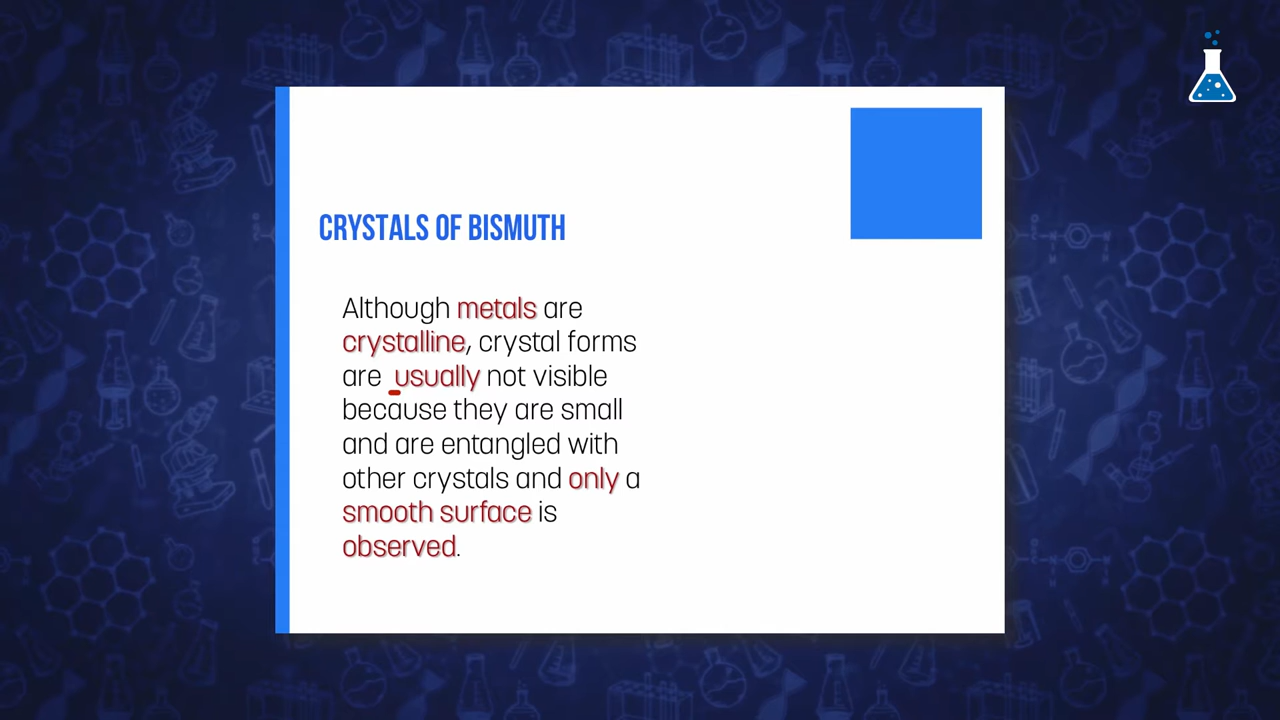 CRYSTALS OF BISMUTH
Although metals are
crystalline, crystal forms
are usually not visible
because they are small
and are entangled with
other crystals and only a
smooth surface is
observed.